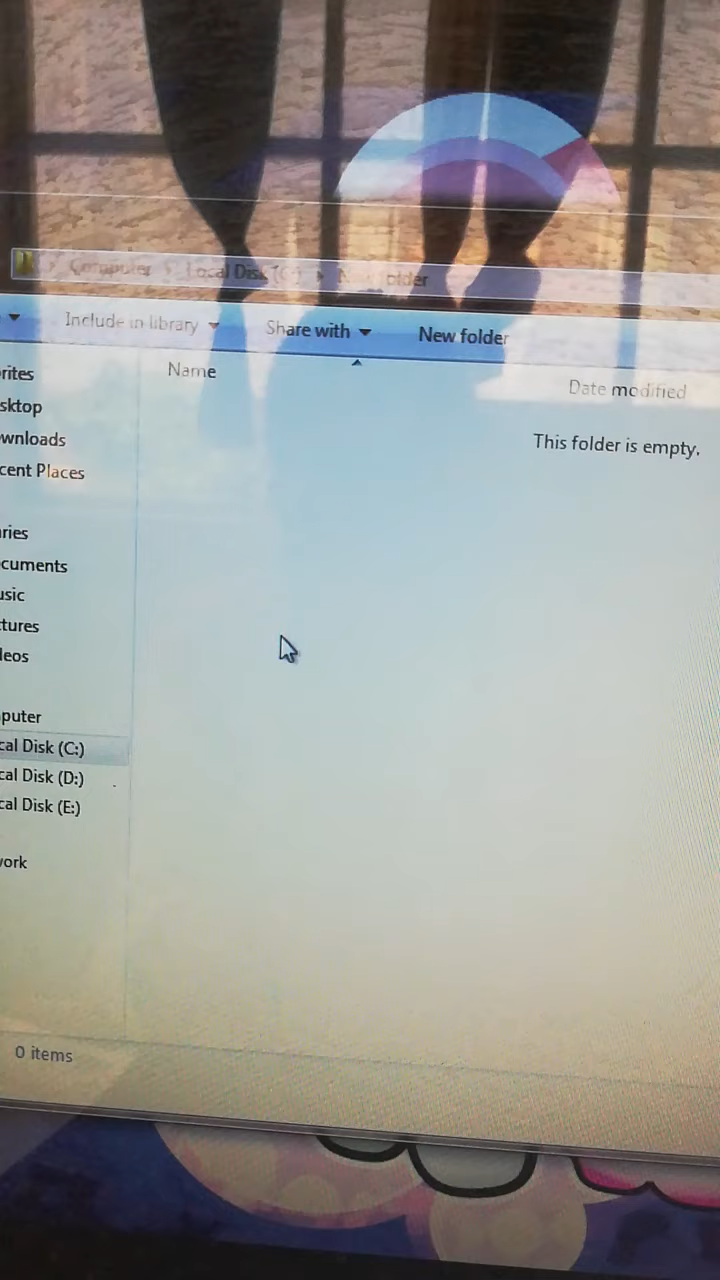 Computer Local Disk (C:) New folder
Include in library Share with New folder
Name Date modified
This folder is empty.
rites
sktop
wnloads
cent Places
ries
cuments
usic
tures
leos
puter
cal Disk (C:)
cal Disk (D:)
cal Disk (E:)
work
0 items